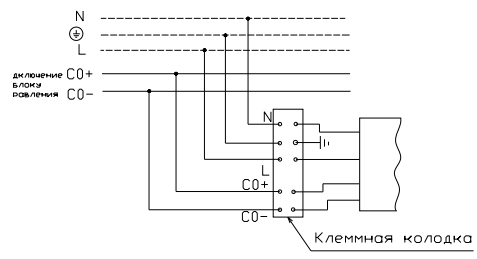 N
L
дключение CO+
блоку
равления CO-
N
L
CO+
CO-
Клеммная колодка